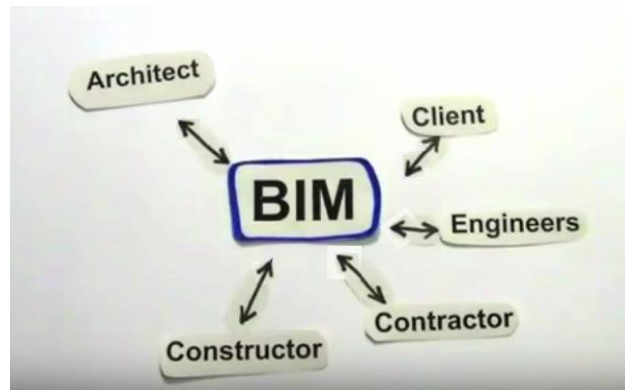 Architect
Client
BIM
Engineers
Contractor
Constructor